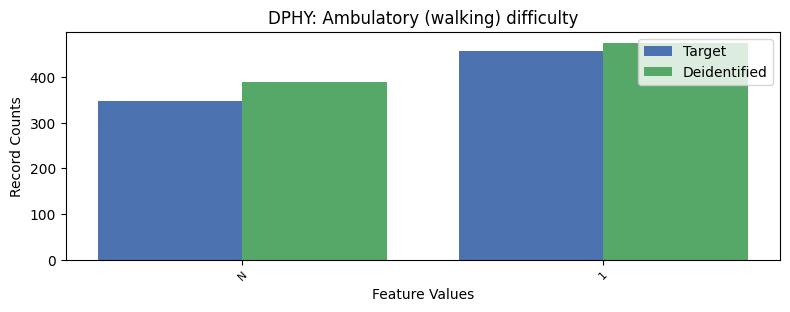 DPHY: Ambulatory (walking) difficulty
Target
Deidentified
Record Counts
400
300
200
100
0
N
1
Feature Values